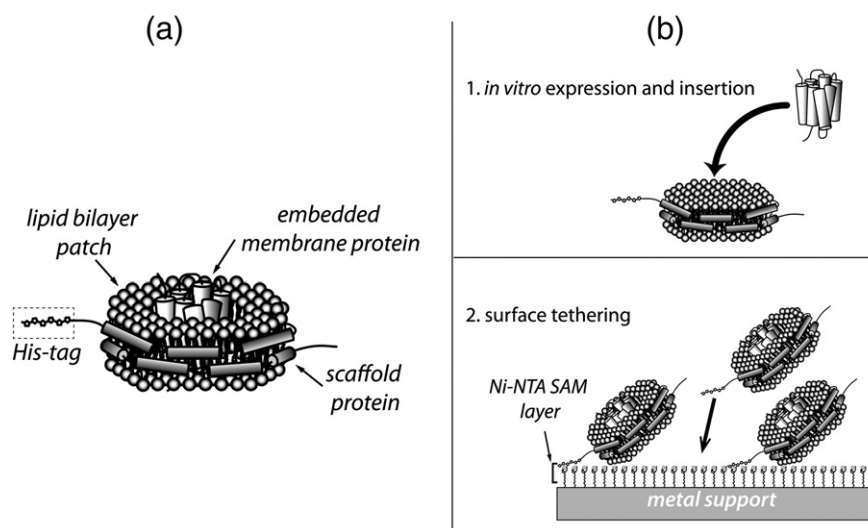 (a)
lipid bilayer
patch
embedded
membrane protein
His-tag
scaffold
protein
(b)
1. in vitro expression and insertion
2. surface tethering
Ni-NTA SAM
layer
metal support